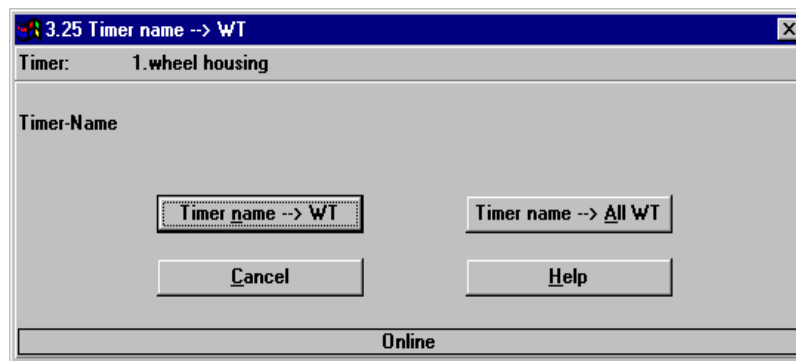 3.25 Timer name --> WT
Timer: 1.wheel housing
Timer-Name
Timer name --> WT Timer name --> All WT
Cancel Help
Online